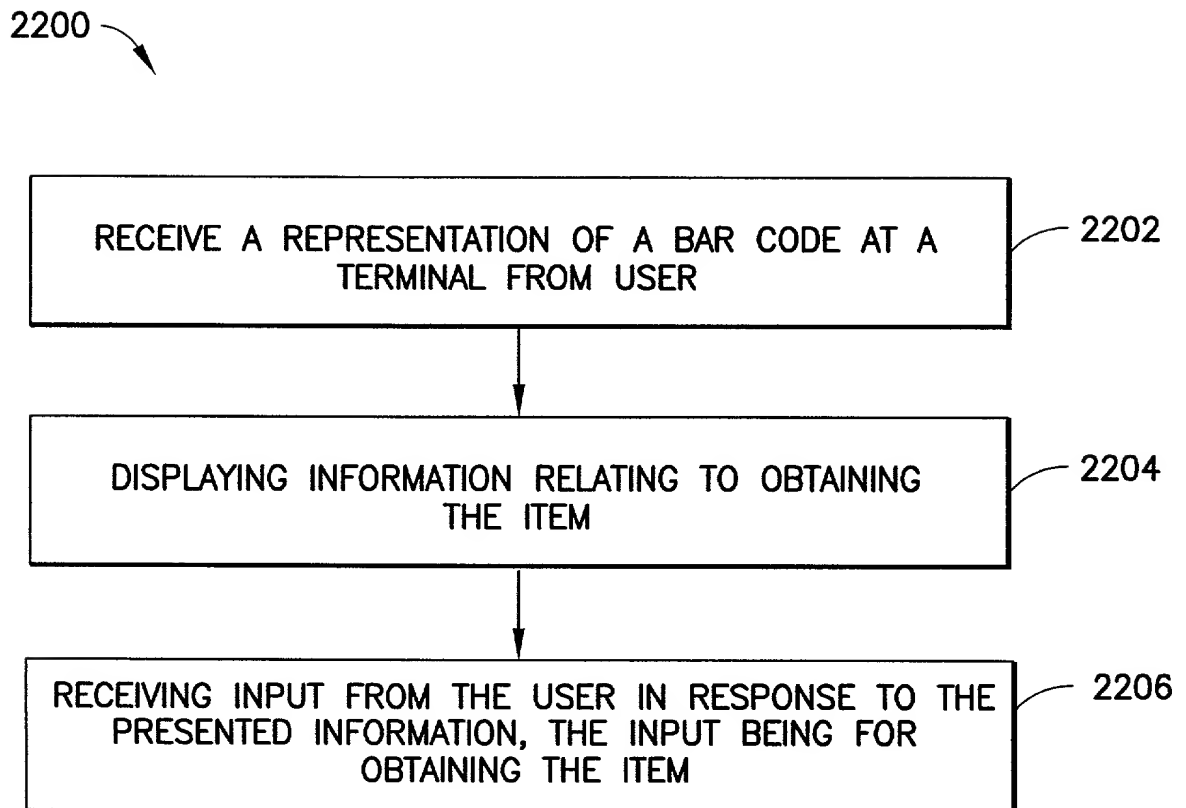 2200
RECEIVE A REPRESENTATION OF A BAR CODE AT A
TERMINAL FROM USER
2202
DISPLAYING INFORMATION RELATING TO OBTAINING
THE ITEM
2204
RECEIVING INPUT FROM THE USER IN RESPONSE TO THE
PRESENTED INFORMATION, THE INPUT BEING FOR
OBTAINING THE ITEM
2206